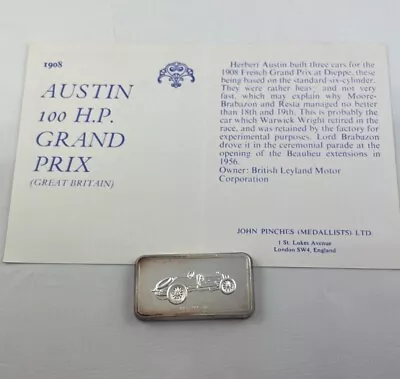 1908
AUSTIN
100 H.P.
GRAND
PRIX
(GREAT BRITAIN)
Herbert Austin built three cars for the
1908 French Grand Prix at Dieppe, these
being based on the standard six-cylinder.
They were rather heavy; and not very
fast, which may explain why Moore-
Brabazon and Resta managed no better
than 18th and 19th. This is probably the
car which Warwick Wright retired in the
race, and was retained by the factory for
experimental purposes. Lord Brabazon
drove it in the ceremonial parade at the
opening of the Beaulieu extensions in
1956.
Owner: British Leyland Motor
Corporation
JOHN PINCHES (MEDALLISTS) LTD
1 St. Lukes Avenue
London SW4, England